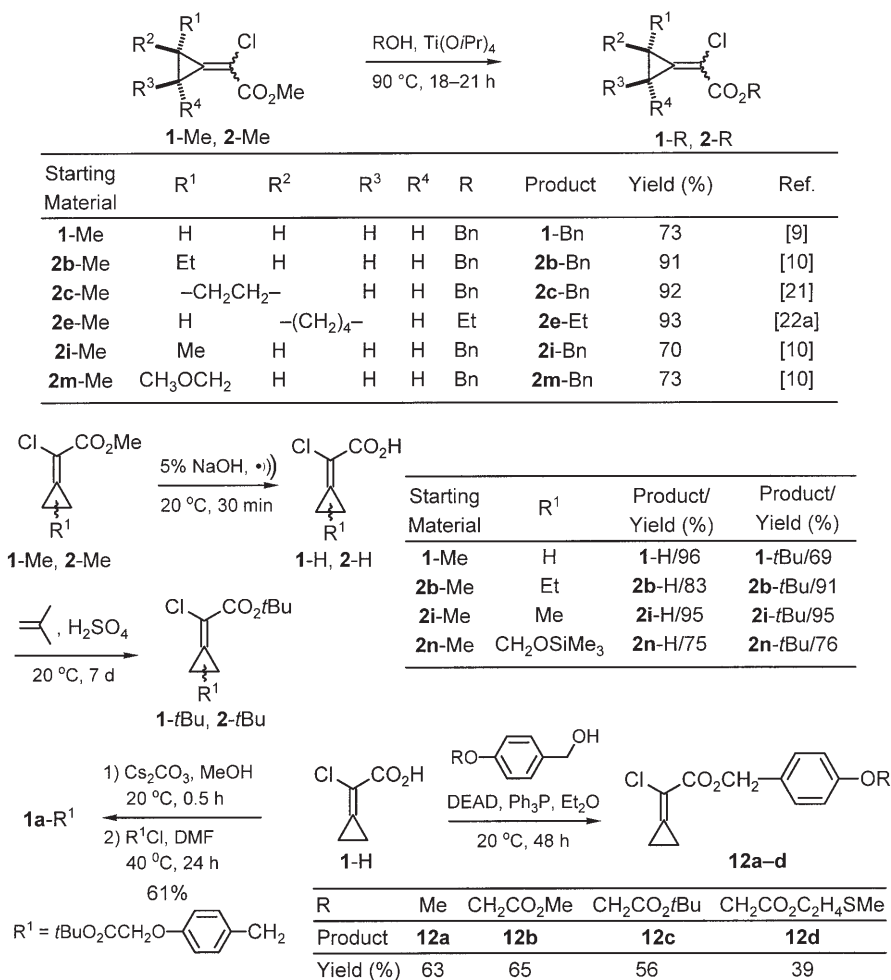 R¹
R² Cl
R³ CO₂Me
R⁴
1-Me, 2-Me
ROH, Ti(OiPr)₄
90 °C, 18–21 h
R¹
R² Cl
R³ CO₂R
R⁴
1-R, 2-R
Starting Material R¹ R² R³ R⁴ R Product Yield (%) Ref.
1-Me H H H H Bn 1-Bn 73 [9]
2b-Me Et H H H Bn 2b-Bn 91 [10]
2c-Me –CH₂CH₂– H H Bn 2c-Bn 92 [21]
2e-Me H –(CH₂)₄– H Et 2e-Et 93 [22a]
2i-Me Me H H H Bn 2i-Bn 70 [10]
2m-Me CH₃OCH₂ H H H Bn 2m-Bn 73 [10]
Cl CO₂Me
R¹
1-Me, 2-Me
5% NaOH, •))
20 °C, 30 min
Cl CO₂H
R¹
1-H, 2-H
, H₂SO₄
20 °C, 7 d
Cl CO₂tBu
R¹
1-tBu, 2-tBu
Starting Material R¹ Product/ Yield (%) Product/ Yield (%)
1-Me H 1-H/96 1-tBu/69
2b-Me Et 2b-H/83 2b-tBu/91
2i-Me Me 2i-H/95 2i-tBu/95
2n-Me CH₂OSiMe₃ 2n-H/75 2n-tBu/76
1a-R¹
1) Cs₂CO₃, MeOH
20 °C, 0.5 h
2) R¹Cl, DMF
40 °C, 24 h
61%
R¹ = tBuO₂CCH₂O CH₂
Cl CO₂H
1-H
RO OH
DEAD, Ph₃P, Et₂O
20 °C, 48 h
Cl CO₂CH₂ OR
12a–d
R Me CH₂CO₂Me CH₂CO₂tBu CH₂CO₂C₂H₄SMe
Product 12a 12b 12c 12d
Yield (%) 63 65 56 39